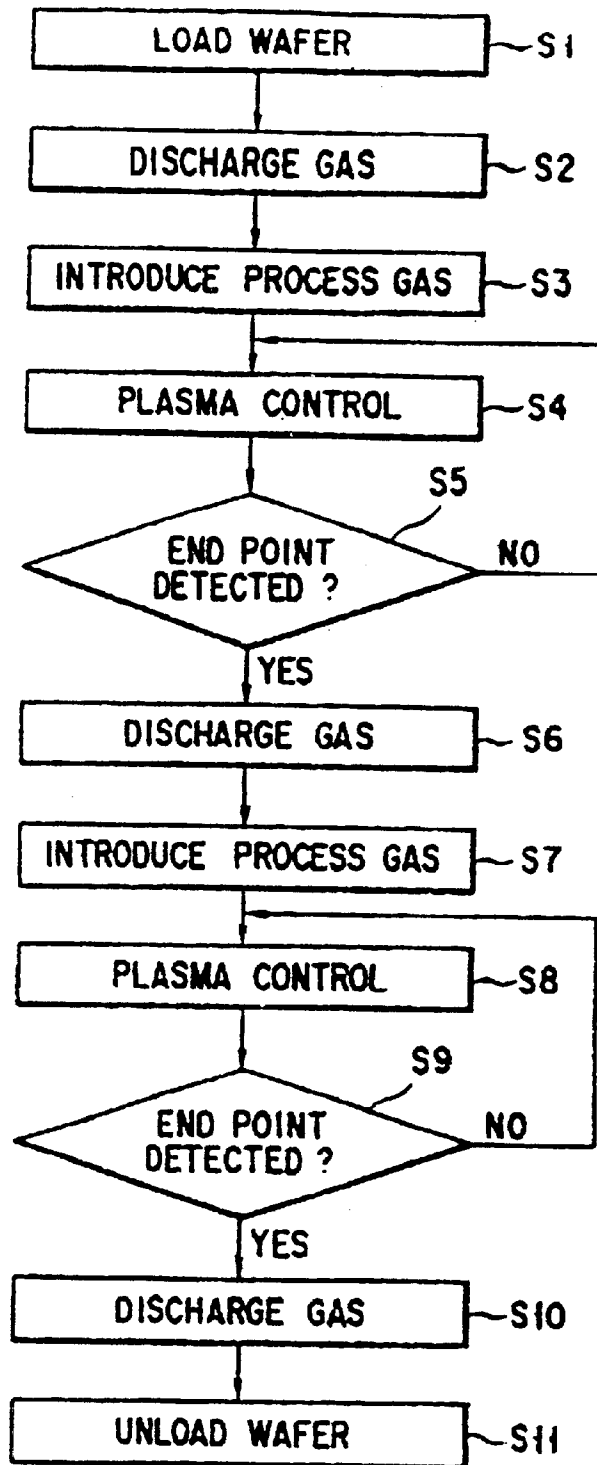 LOAD WAFER S1
DISCHARGE GAS S2
INTRODUCE PROCESS GAS S3
PLASMA CONTROL S4
S5
END POINT NO
DETECTED ?
YES
DISCHARGE GAS S6
INTRODUCE PROCESS GAS S7
PLASMA CONTROL S8
S9
END POINT NO
DETECTED ?
YES
DISCHARGE GAS S10
UNLOAD WAFER S11